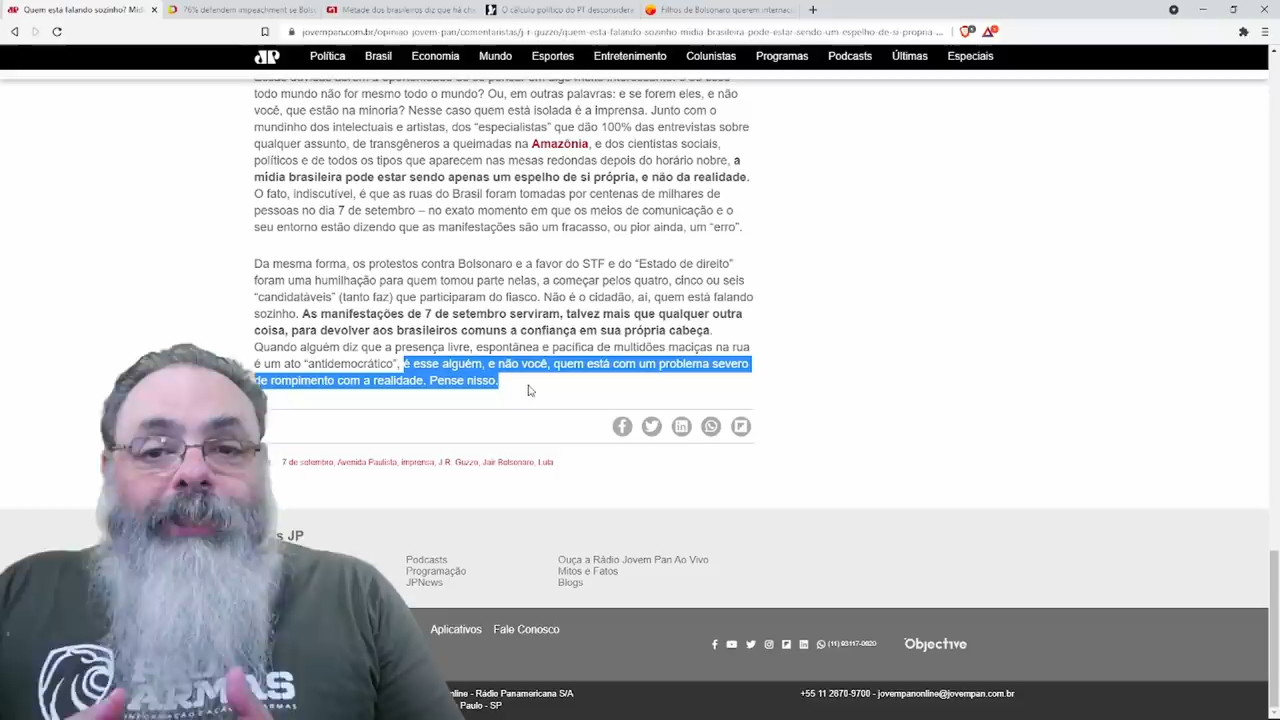 Quem está falando sozinho? Mídi
76% defendem impeachment se Bols
Metade dos brasileiros diz que há cha
O cálculo político do PT desconsidera
Filhos de Bolsonaro querem internac
jovempan.com.br/opiniao-jovem-pan/comentaristas/j-r-guzzo/quem-esta-falando-sozinho-midia-brasileira-pode-estar-sendo-um-espelho-de-si-propria-...
JP Política Brasil Economia Mundo Esportes Entretenimento Colunistas Programas Podcasts Últimas Especiais
todo mundo não for mesmo todo o mundo? Ou, em outras palavras: e se forem eles, e não
você, que estão na minoria? Nesse caso quem está isolada é a imprensa. Junto com o
mundinho dos intelectuais e artistas, dos “especialistas” que dão 100% das entrevistas sobre
qualquer assunto, de transgêneros a queimadas na Amazônia, e dos cientistas sociais,
políticos e de todos os tipos que aparecem nas mesas redondas depois do horário nobre, a
mídia brasileira pode estar sendo apenas um espelho de si própria, e não da realidade.
O fato, indiscutível, é que as ruas do Brasil foram tomadas por centenas de milhares de
pessoas no dia 7 de setembro – no exato momento em que os meios de comunicação e o
seu entorno estão dizendo que as manifestações são um fracasso, ou pior ainda, um “erro”.
Da mesma forma, os protestos contra Bolsonaro e a favor do STF e do “Estado de direito”
foram uma humilhação para quem tomou parte nelas, a começar pelos quatro, cinco ou seis
“candidatáveis” (tanto faz) que participaram do fiasco. Não é o cidadão, aí, quem está falando
sozinho. As manifestações de 7 de setembro serviram, talvez mais que qualquer outra
coisa, para devolver aos brasileiros comuns a confiança em sua própria cabeça.
Quando alguém diz que a presença livre, espontânea e pacífica de multidões maciças na rua
é um ato “antidemocrático”, é esse alguém, e não você, quem está com um problema severo
de rompimento com a realidade. Pense nisso.
7 de setembro, Avenida Paulista, imprensa, J.R. Guzzo, Jair Bolsonaro, Lula
s JP
Podcasts Ouça a Rádio Jovem Pan Ao Vivo
Programação Mitos e Fatos
JPNews Blogs
Aplicativos Fale Conosco
(11) 93117-0620
Objective
nline - Rádio Panamericana S/A
Paulo - SP
+55 11 2870-9700 - jovempanonline@jovempan.com.br
ARMAS